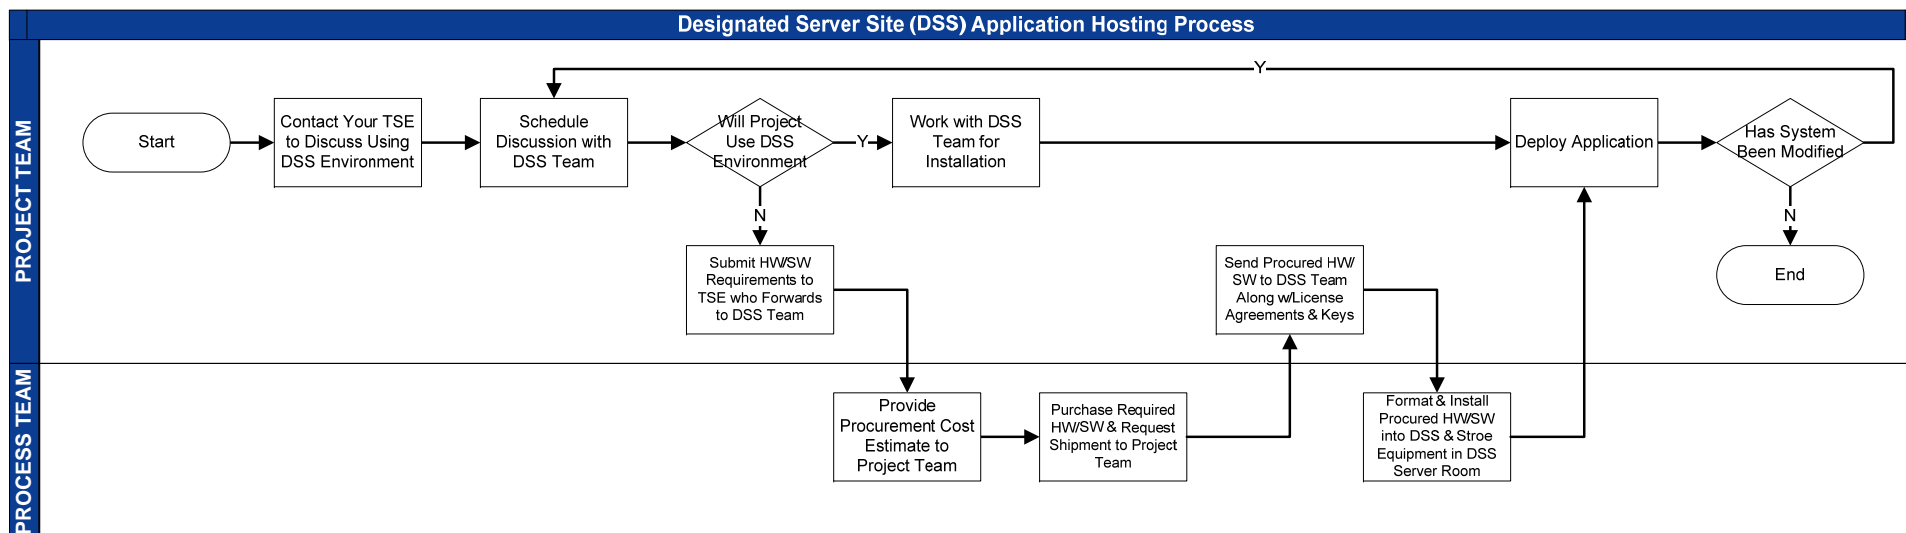 Designated Server Site (DSS) Application Hosting Process
PROJECT TEAM
Y
Start
Contact Your TSE
to Discuss Using
DSS Environment
Schedule
Discussion with
DSS Team
Will Project
Use DSS
Environment
Y
Work with DSS
Team for
Installation
Deploy Application
Has System
Been Modified
N
N
Submit HW/SW
Requirements to
TSE who Forwards
to DSS Team
Send Procured HW/
SW to DSS Team
Along w/License
Agreements & Keys
End
PROCESS TEAM
Provide
Procurement Cost
Estimate to
Project Team
Purchase Required
HW/SW & Request
Shipment to Project
Team
Format & Install
Procured HW/SW
into DSS & Stroe
Equipment in DSS
Server Room